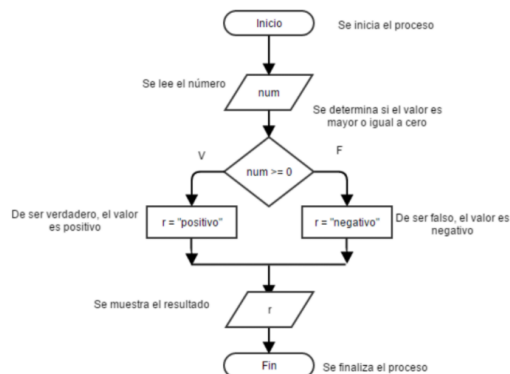 Inicio
Se inicia el proceso
Se lee el número
num
Se determina si el valor es
mayor o igual a cero
V
F
num >= 0
De ser verdadero, el valor
es positivo
r = "positivo"
r = "negativo"
De ser falso, el valor es
negativo
Se muestra el resultado
r
Fin
Se finaliza el proceso